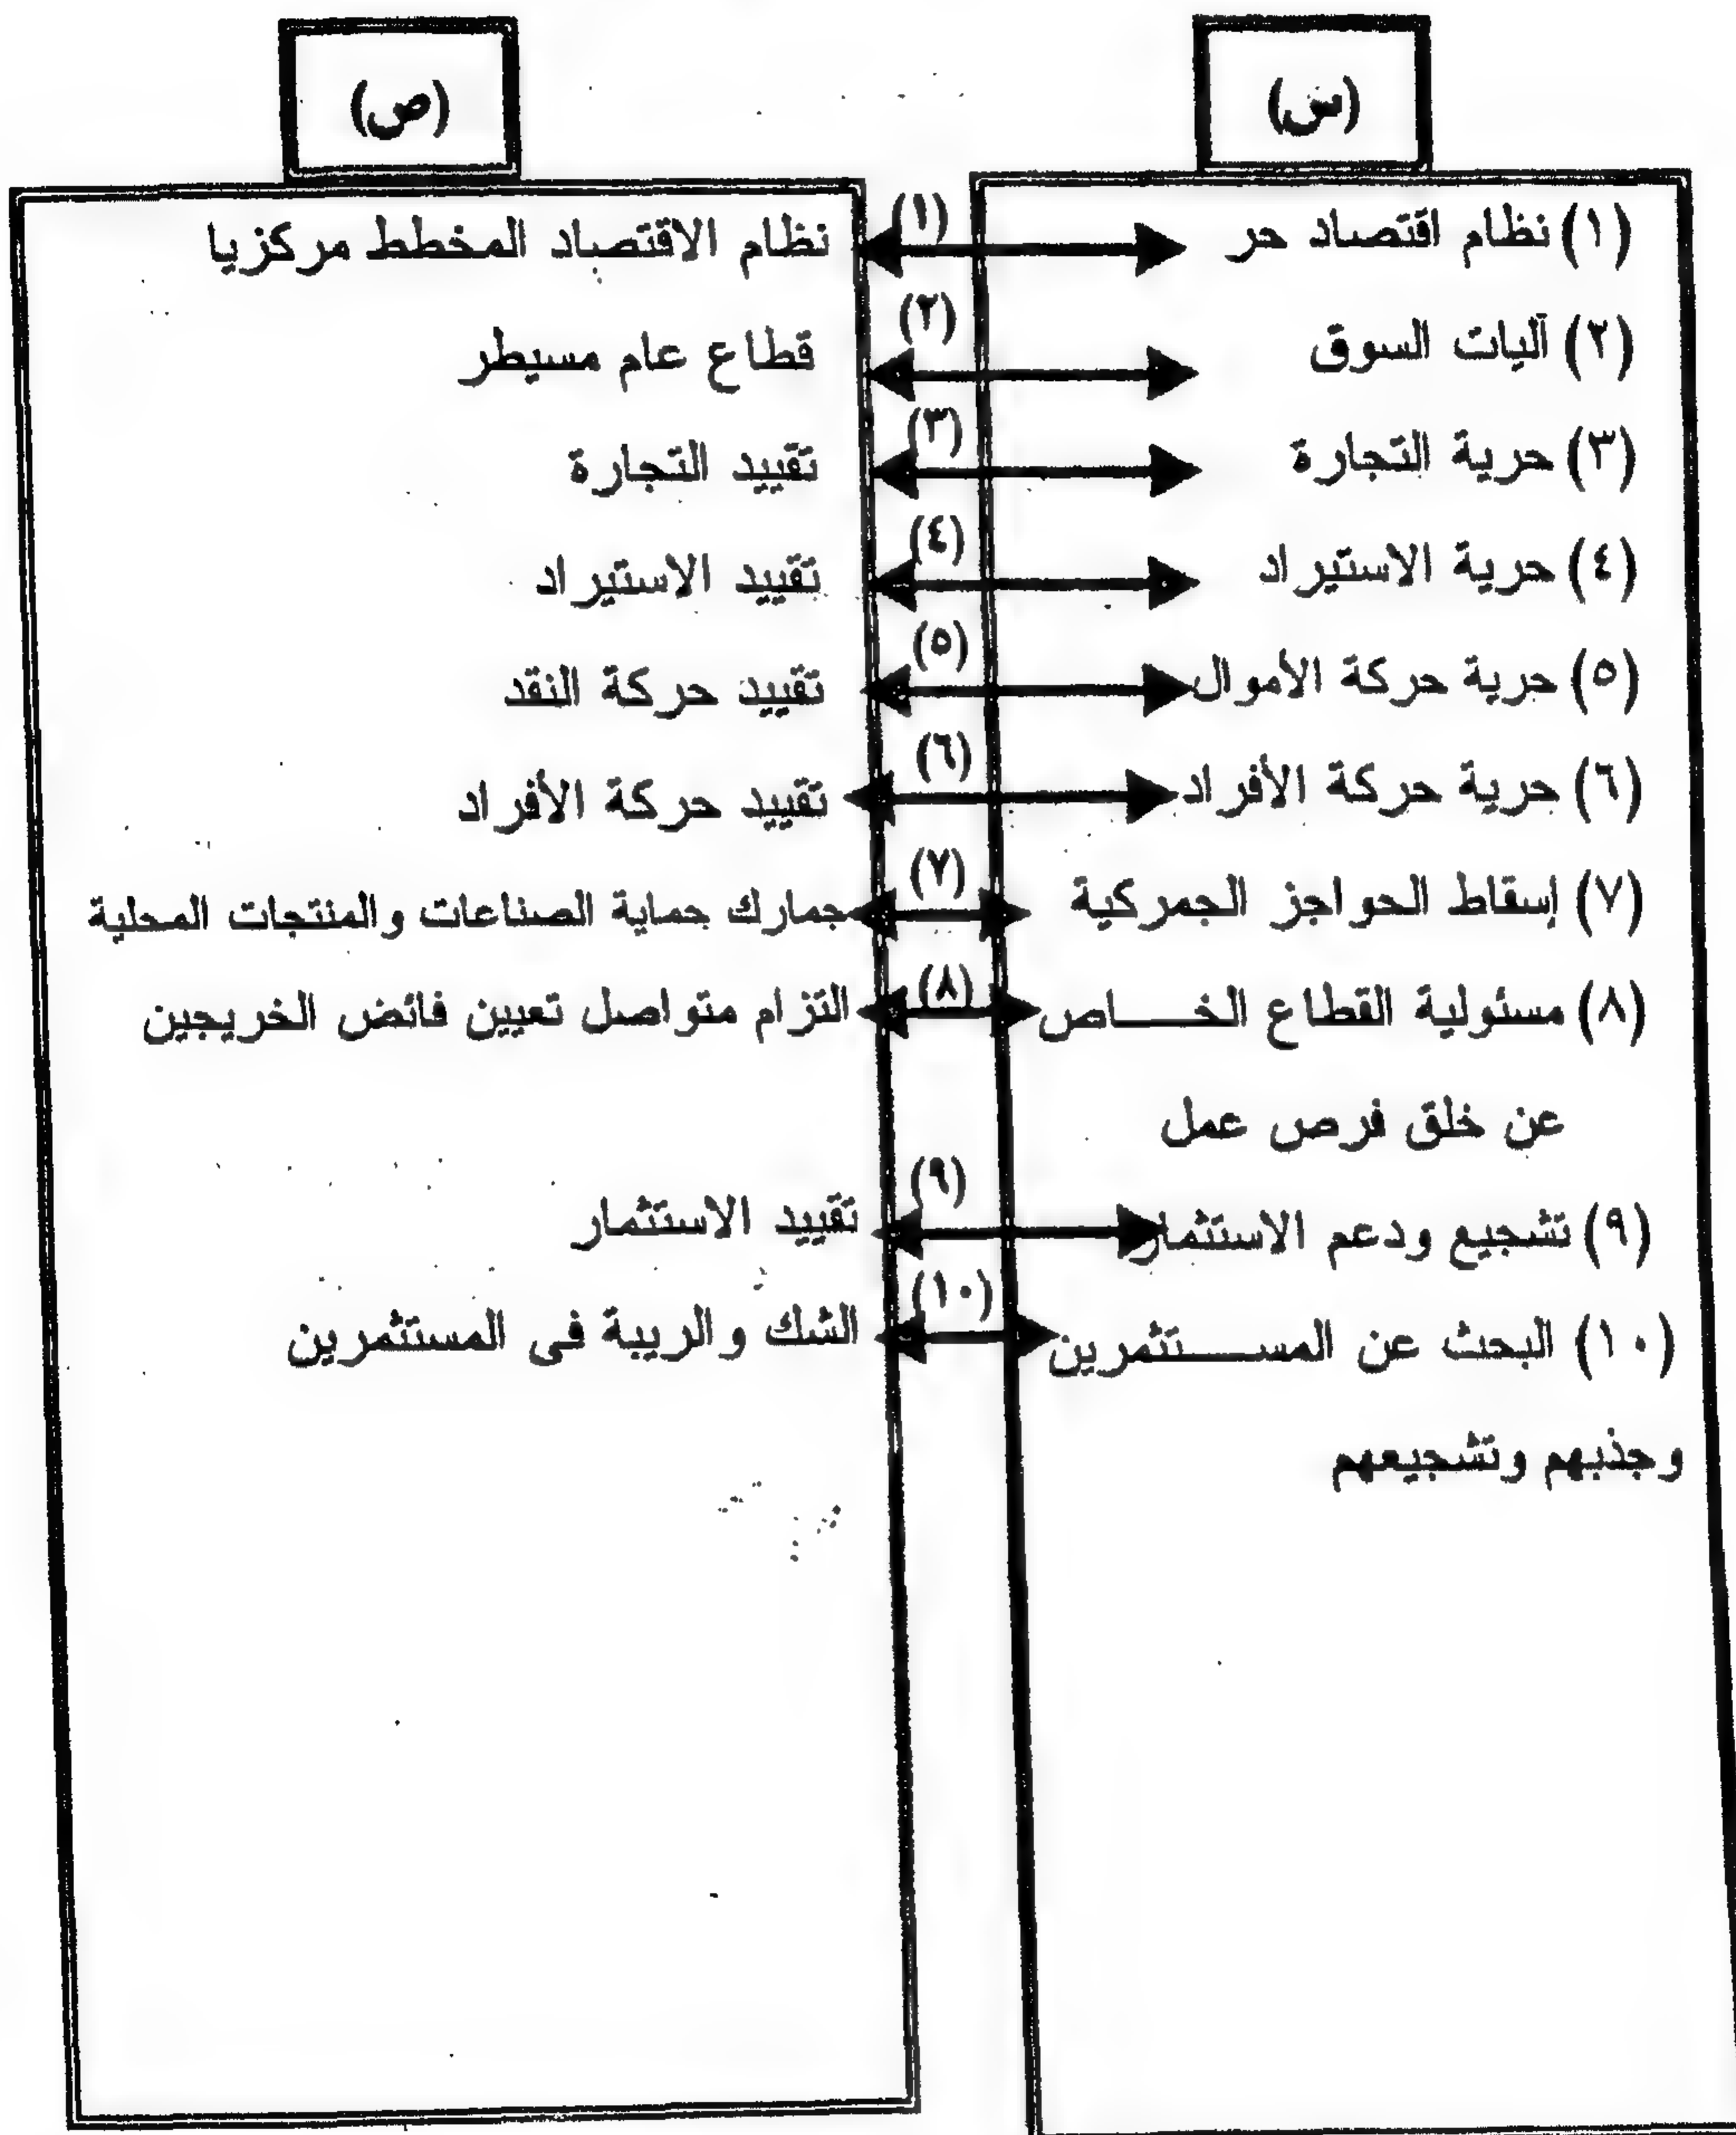 (س) (ص)
(١) نظام اقتصاد حر (١) نظام الاقتصاد المخطط مركزيا
(٢) آليات السوق (٢) قطاع عام مسيطر
(٣) حرية التجارة (٣) تقييد التجارة
(٤) حرية الاستيراد (٤) تقييد الاستيراد
(٥) حرية حركة الأموال (٥) تقييد حركة النقد
(٦) حرية حركة الأفراد (٦) تقييد حركة الأفراد
(٧) إسقاط الحواجز الجمركية (٧) جمارك حماية الصناعات والمنتجات المحلية
(٨) مسئولية القطاع الخاص (٨) التزام متواصل تعيين فائض الخريجين
عن خلق فرص عمل
(٩) تشجيع ودعم الاستثمار (٩) تقييد الاستثمار
(١٠) البحث عن المستثمرين (١٠) الشك والريبة فى المستثمرين
وجذبهم وتشجيعهم